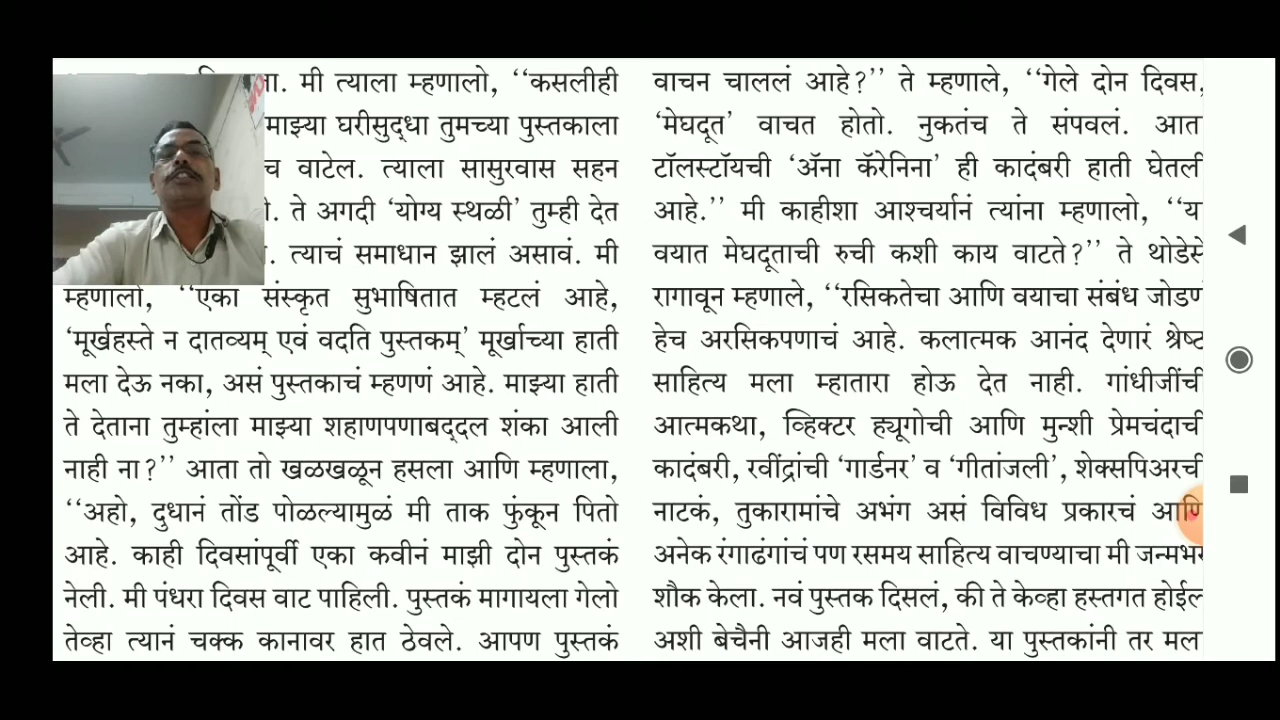 मी त्याला म्हणालो, ‘‘कसलीही
माझ्या घरीसुद्धा तुमच्या पुस्तकाला
वाटेल. त्याला सासुरवास सहन
ते अगदी ‘योग्य स्थळी’ तुम्ही देत
त्याचं समाधान झालं असावं. मी
म्हणालो, ‘‘एका संस्कृत सुभाषितात म्हटलं आहे,
‘मूर्खहस्ते न दातव्यम् एवं वदति पुस्तकम्’ मूर्खाच्या हाती
मला देऊ नका, असं पुस्तकाचं म्हणणं आहे. माझ्या हाती
ते देताना तुम्हांला माझ्या शहाणपणाबद्दल शंका आली
नाही ना?’’ आता तो खळखळून हसला आणि म्हणाला,
‘‘अहो, दुधानं तोंड पोळल्यामुळं मी ताक फुंकून पितो
आहे. काही दिवसांपूर्वी एका कवीनं माझी दोन पुस्तकं
नेली. मी पंधरा दिवस वाट पाहिली. पुस्तकं मागायला गेलो
तेव्हा त्यानं चक्क कानावर हात ठेवले. आपण पुस्तकं
वाचन चाललं आहे?’’ ते म्हणाले, ‘‘गेले दोन दिवस,
‘मेघदूत’ वाचत होतो. नुकतंच ते संपवलं. आत
टॉलस्टॉयची ‘ॲना कॅरेनिना’ ही कादंबरी हाती घेतली
आहे.’’ मी काहीशा आश्चर्यानं त्यांना म्हणालो, ‘‘य
वयात मेघदूताची रुची कशी काय वाटते?’’ ते थोडेसे
रागावून म्हणाले, ‘‘रसिकतेचा आणि वयाचा संबंध जोडणं
हेच अरसिकपणाचं आहे. कलात्मक आनंद देणारं श्रेष्ठ
साहित्य मला म्हातारा होऊ देत नाही. गांधीजींची
आत्मकथा, व्हिक्टर ह्यूगोची आणि मुन्शी प्रेमचंदाची
कादंबरी, रवींद्रांची ‘गार्डनर’ व ‘गीतांजली’, शेक्सपिअरची
नाटकं, तुकारामांचे अभंग असं विविध प्रकारचं आणि
अनेक रंगाढंगांचं पण रसमय साहित्य वाचण्याचा मी जन्मभर
शौक केला. नवं पुस्तक दिसलं, की ते केव्हा हस्तगत होईल
अशी बेचैनी आजही मला वाटते. या पुस्तकांनी तर मल